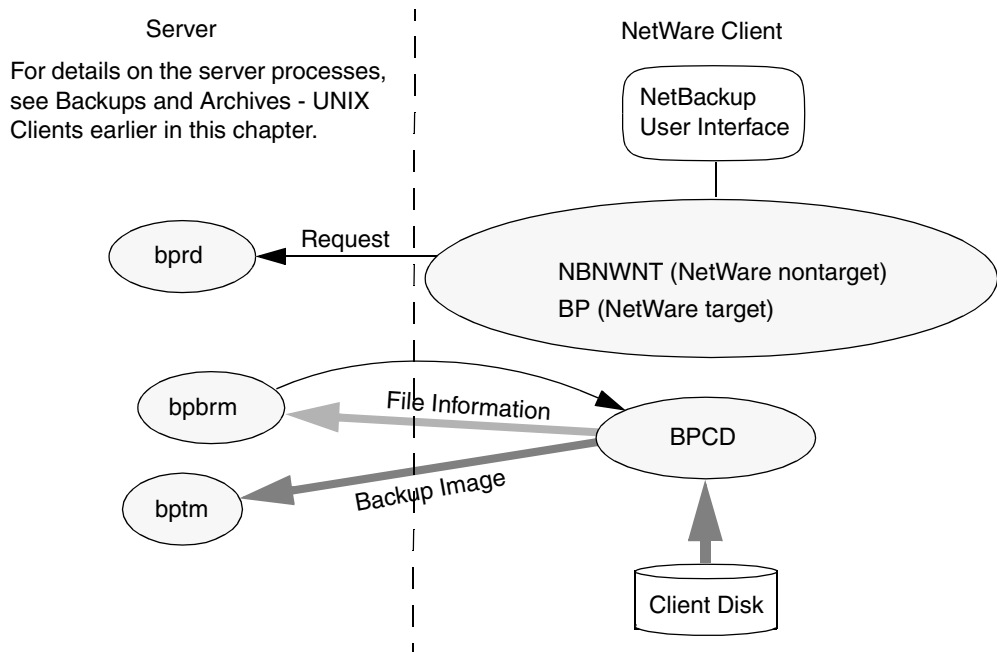 Server
For details on the server processes,
see Backups and Archives - UNIX
Clients earlier in this chapter.
NetWare Client
NetBackup
User Interface
bprd
Request
NBNWNT (NetWare nontarget)
BP (NetWare target)
bpbrm
File Information
BPCD
bptm
Backup Image
Client Disk